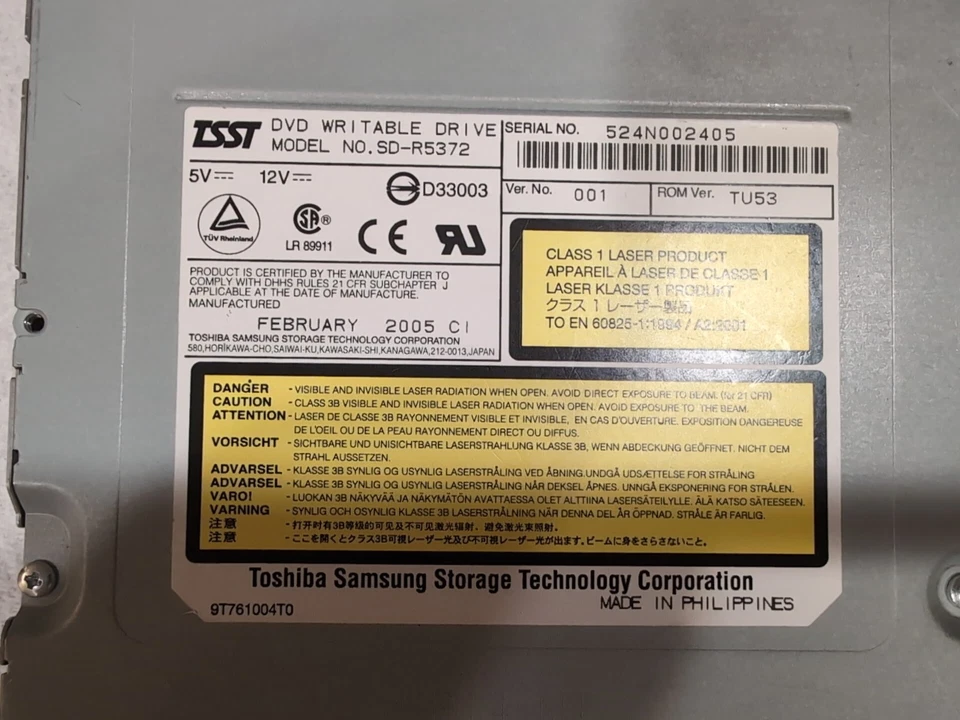 TSST DVD WRITABLE DRIVE
MODEL NO.SD-R5372
SERIAL NO. 524N002405
5V 12V
D33003
Ver. No. 001 ROM Ver. TU53
TÜV Rheinland
SA ®
LR 89911
CE
RU
PRODUCT IS CERTIFIED BY THE MANUFACTURER TO
COMPLY WITH DHHS RULES 21 CFR SUBCHAPTER J
APPLICABLE AT THE DATE OF MANUFACTURE.
MANUFACTURED
FEBRUARY 2005 CI
TOSHIBA SAMSUNG STORAGE TECHNOLOGY CORPORATION
580,HORIKAWA-CHO,SAIWAI-KU,KAWASAKI-SHI,KANAGAWA,212-0013,JAPAN
CLASS 1 LASER PRODUCT
APPAREIL À LASER DE CLASSE 1
LASER KLASSE 1 PRODUKT
クラス 1 レーザー製品
TO EN 60825-1:1994 / A2:2001
DANGER - VISIBLE AND INVISIBLE LASER RADIATION WHEN OPEN. AVOID DIRECT EXPOSURE TO BEAM. (for 21 CFR)
CAUTION - CLASS 3B VISIBLE AND INVISIBLE LASER RADIATION WHEN OPEN. AVOID EXPOSURE TO THE BEAM.
ATTENTION - LASER DE CLASSE 3B RAYONNEMENT VISIBLE ET INVISIBLE, EN CAS D'OUVERTURE. EXPOSITION DANGEREUSE
DE L'OEIL OU DE LA PEAU RAYONNEMENT DIRECT OU DIFFUS.
VORSICHT - SICHTBARE UND UNSICHTBARE LASERSTRAHLUNG KLASSE 3B, WENN ABDECKUNG GEÖFFNET. NICHT DEM
STRAHL AUSSETZEN.
ADVARSEL - KLASSE 3B SYNLIG OG USYNLIG LASERSTRÅLING VED ÅBNING.UNDGÅ UDSÆTTELSE FOR STRÅLING
ADVARSEL - KLASSE 3B SYNLIG OG USYNLIG LASERSTRÅLING NÅR DEKSEL ÅPNES. UNNGÅ EKSPONERING FOR STRÅLEN.
VARO! - LUOKAN 3B NÄKYVÄÄ JA NÄKYMÄTÖN AVATTAESSA OLET ALTTIINA LASERSÄTEILYLLE. ÄLÄ KATSO SÄTEESEEN.
VARNING - SYNLIG OCH OSYNLIG KLASSE 3B LASERSTRÅLNING NÄR DENNA DEL ÄR ÖPPNAD. STRÅLE ÄR FARLIG.
注意 - 打开时有3B等级的可见及不可见激光辐射. 避免激光束照射.
注意 - ここを開くとクラス3B可視レーザー光及び不可視レーザー光が出ます。ビームに身をさらさないこと。
Toshiba Samsung Storage Technology Corporation
9T761004T0 MADE IN PHILIPPINES